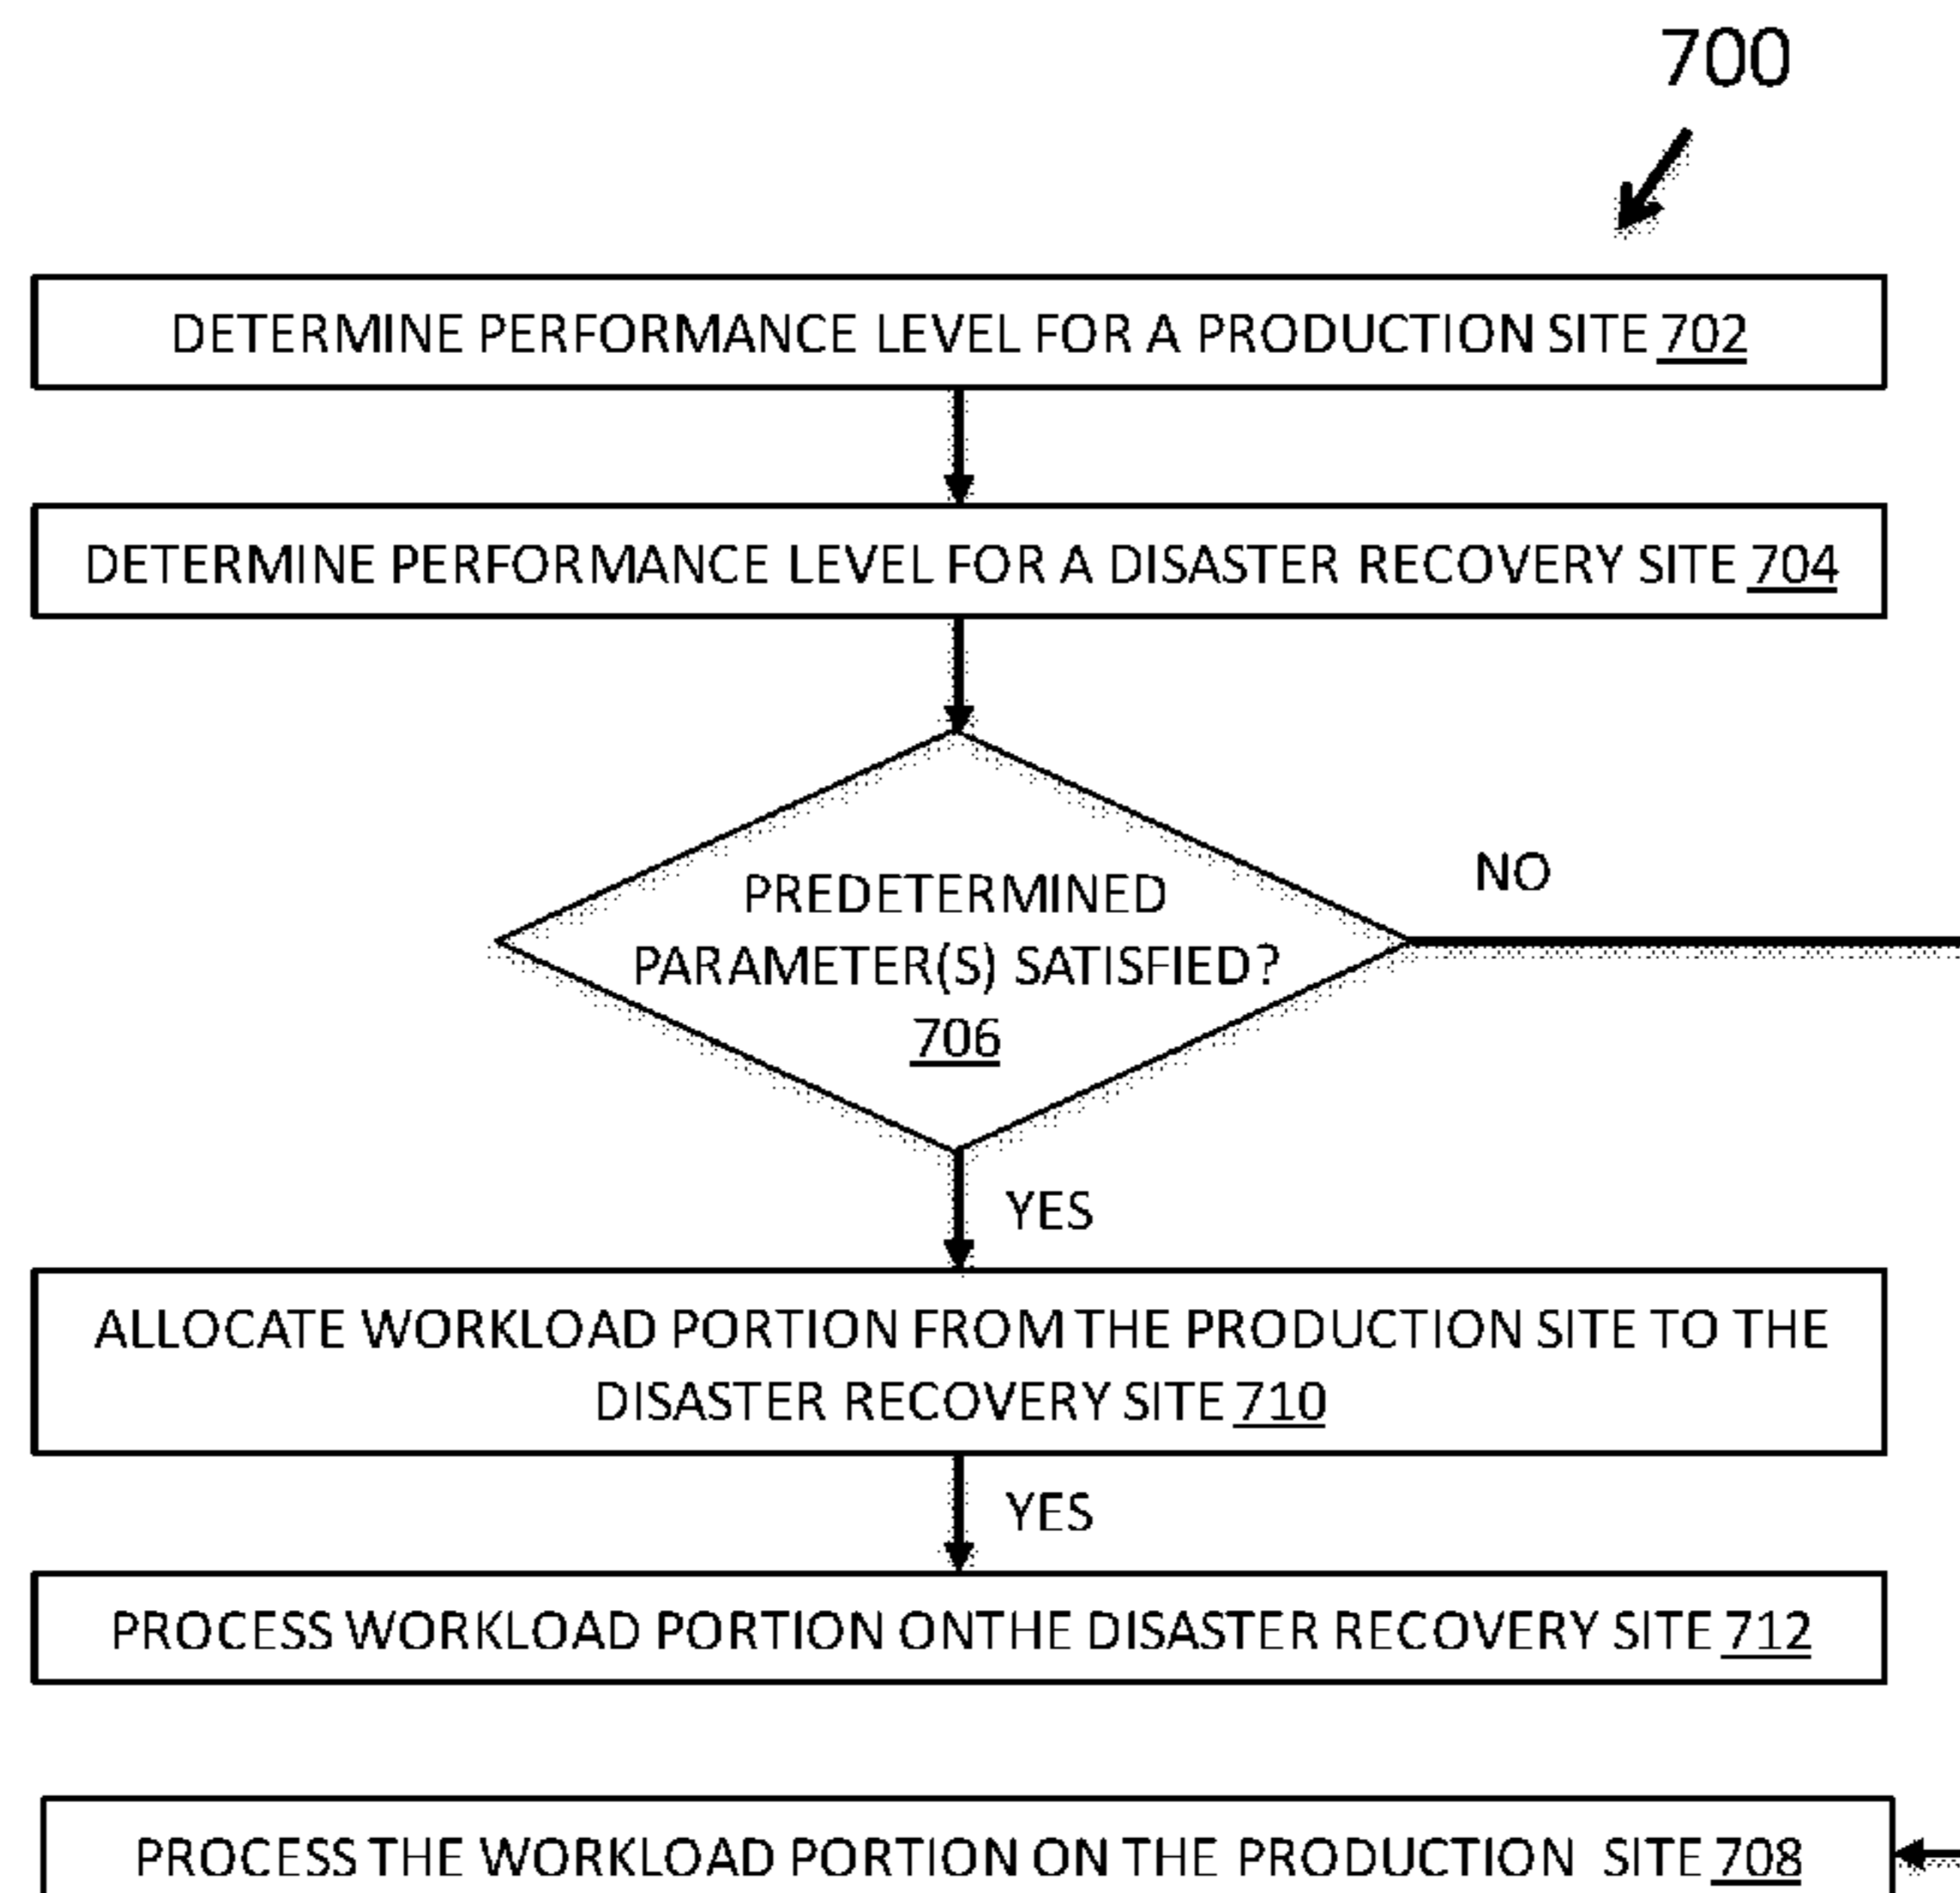 700
DETERMINE PERFORMANCE LEVEL FOR A PRODUCTION SITE 702
DETERMINE PERFORMANCE LEVEL FOR A DISASTER RECOVERY SITE 704
PREDETERMINED
PARAMETER(S) SATISFIED?
706
NO
YES
ALLOCATE WORKLOAD PORTION FROM THE PRODUCTION SITE TO THE
DISASTER RECOVERY SITE 710
YES
PROCESS WORKLOAD PORTION ONTHE DISASTER RECOVERY SITE 712
PROCESS THE WORKLOAD PORTION ON THE PRODUCTION SITE 708